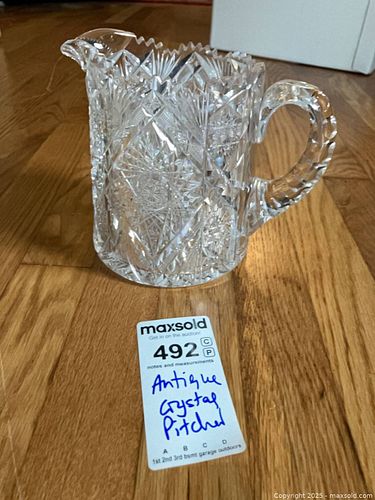 maxsold
Get in on the auction!
492 C
P
notes and measurements
Antique
Crystal
Pitcher
A B C D
1st 2nd 3rd bsmt garage outdoors
Copyright 2025 - maxsold.com